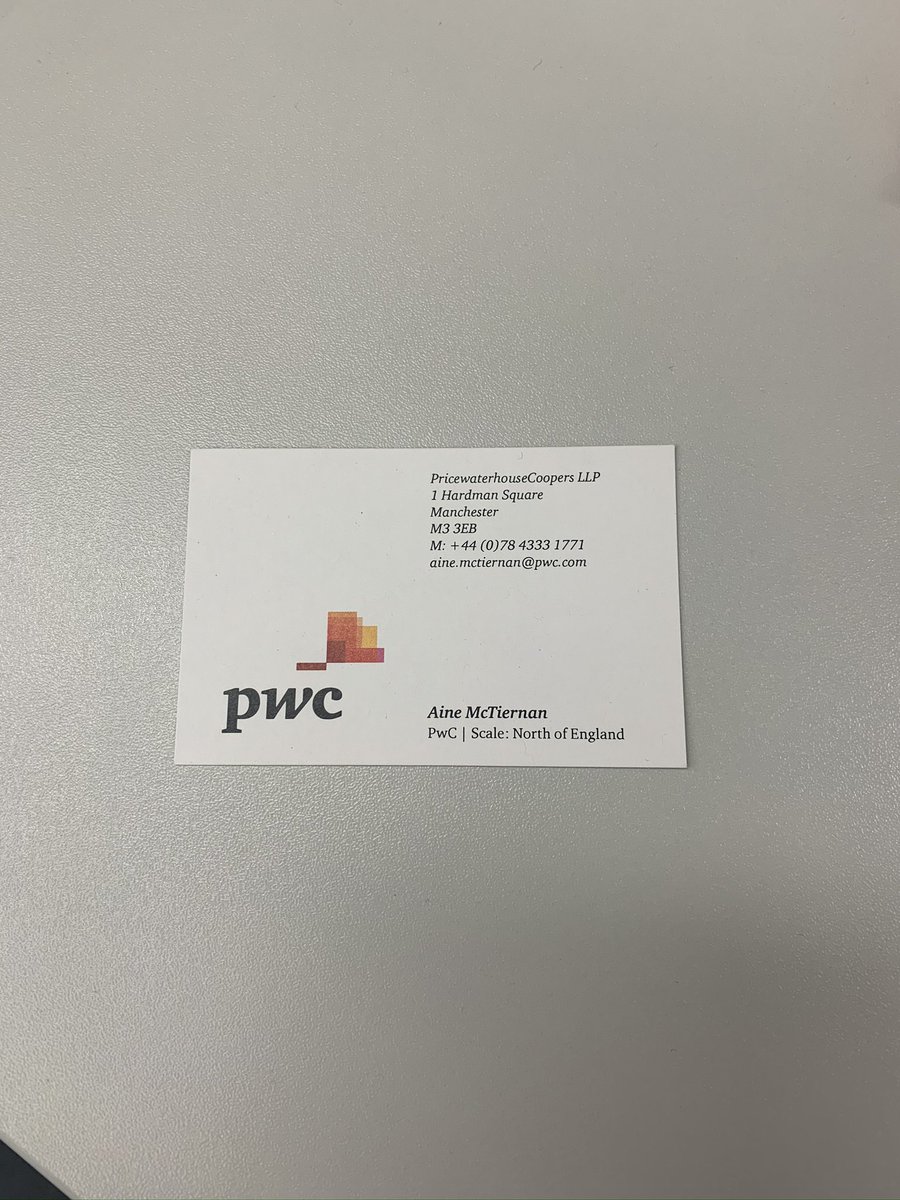 PricewaterhouseCoopers LLP
1 Hardman Square
Manchester
M3 3EB
M: +44 (0)78 4333 1771
aine.mctiernan@pwc.com
pwc
Aine McTiernan
PwC | Scale: North of England